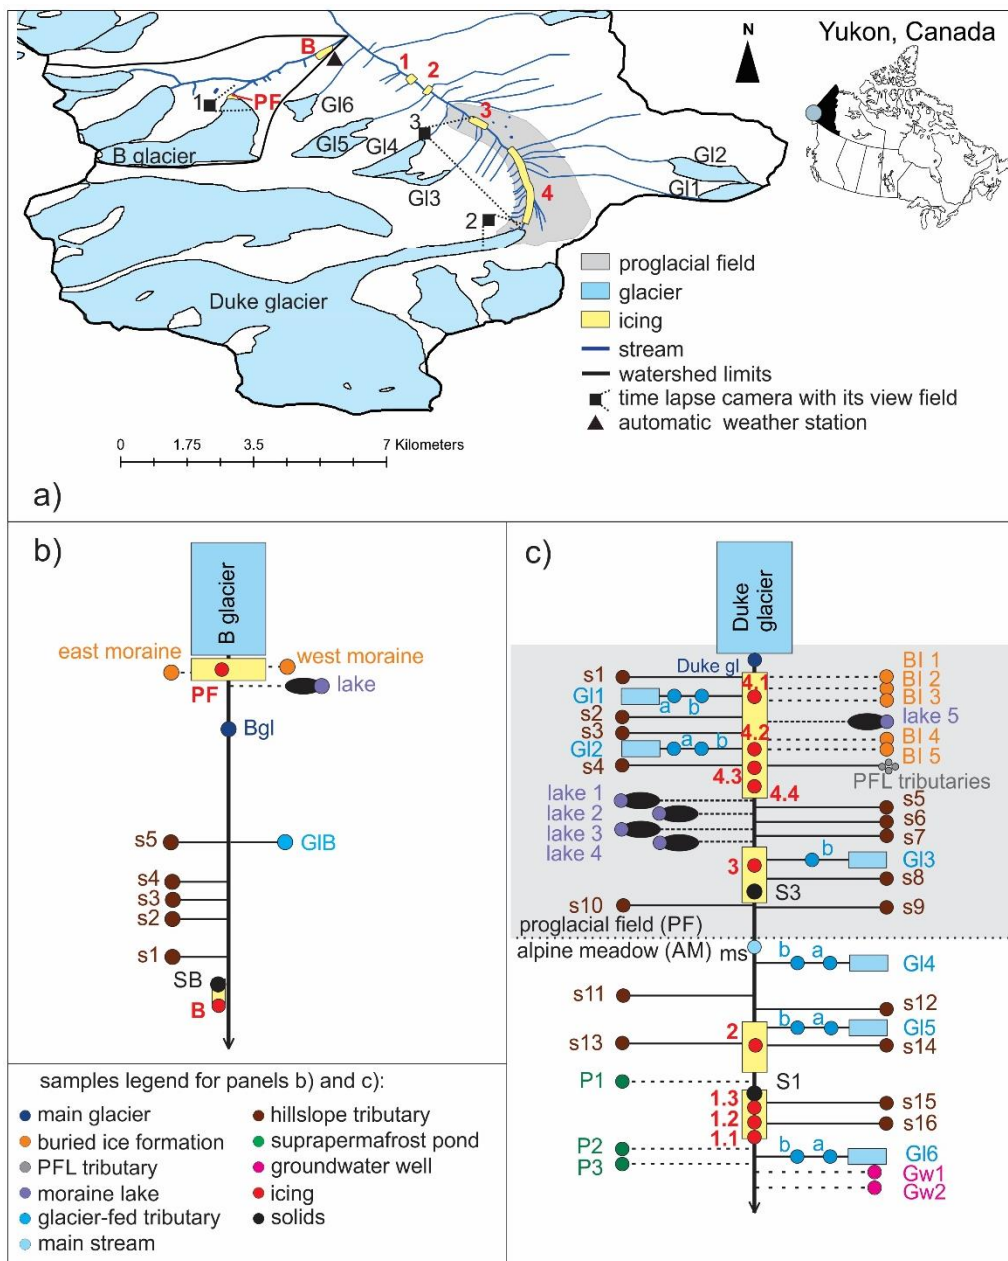 Yukon, Canada
N
B
1
2
1
PF
Gl6
3
3
Gl5
Gl4
B glacier
Gl2
Gl3
Gl1
4
2
Duke glacier
proglacial field
glacier
icing
stream
watershed limits
time lapse camera with its view field
automatic weather station
0 1.75 3.5 7 Kilometers
a)
b)
B glacier
east moraine
west moraine
PF
lake
Bgl
s5
GlB
s4
s3
s2
s1
SB
B
samples legend for panels b) and c):
main glacier
buried ice formation
PFL tributary
moraine lake
glacier-fed tributary
main stream
hillslope tributary
suprapermafrost pond
groundwater well
icing
solids
c)
Duke glacier
Duke gl
s1
4.1
BI 1
BI 2
BI 3
Gl1
a b
s2
lake 5
s3
4.2
BI 4
Gl2
a b
BI 5
s4
4.3
PFL tributaries
4.4
lake 1
lake 2
lake 3
lake 4
s5
s6
s7
b
Gl3
3
s8
S3
s10
s9
proglacial field (PF)
alpine meadow (AM)
ms
b a
Gl4
s11
s12
b a
Gl5
2
s13
s14
P1
S1
1.3
s15
1.2
s16
1.1
P2
b a
Gl6
P3
Gw1
Gw2